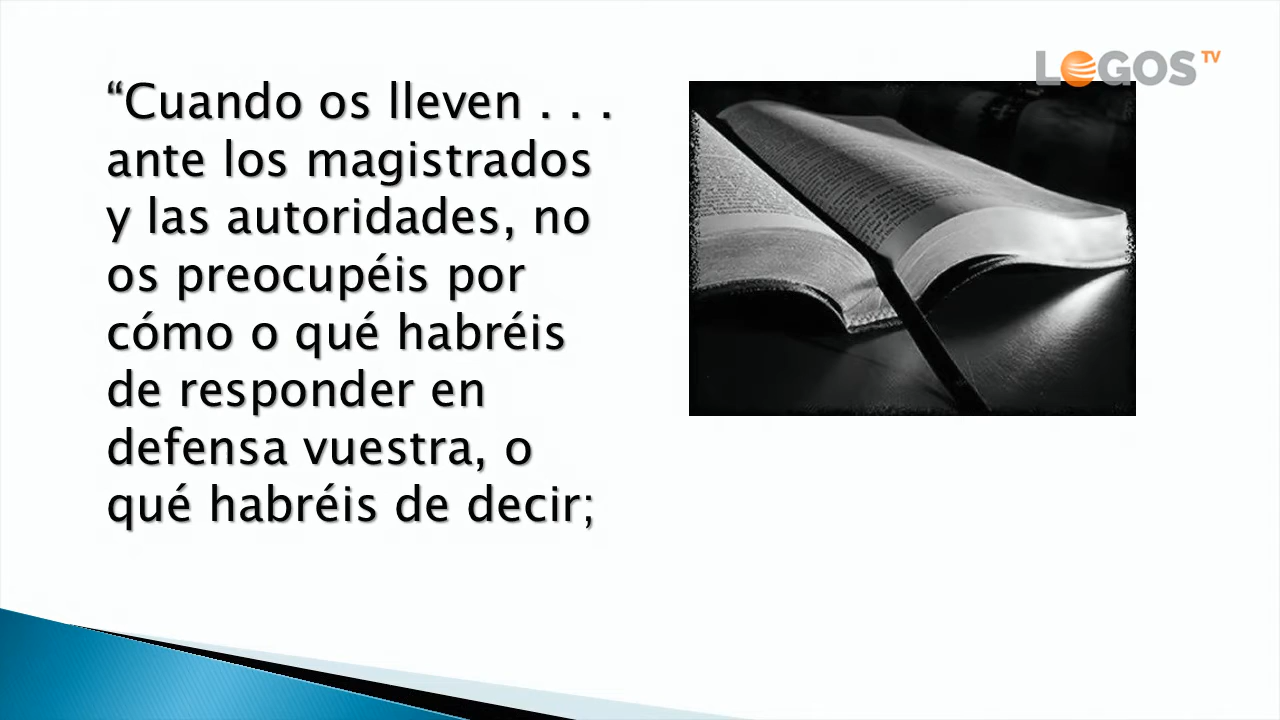 LOGOS TV
“Cuando os lleven . . .
ante los magistrados
y las autoridades, no
os preocupéis por
cómo o qué habréis
de responder en
defensa vuestra, o
qué habréis de decir;